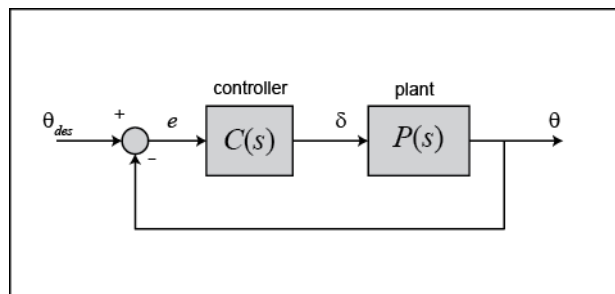 controller plant
θdes + − e C(s) δ P(s) θ